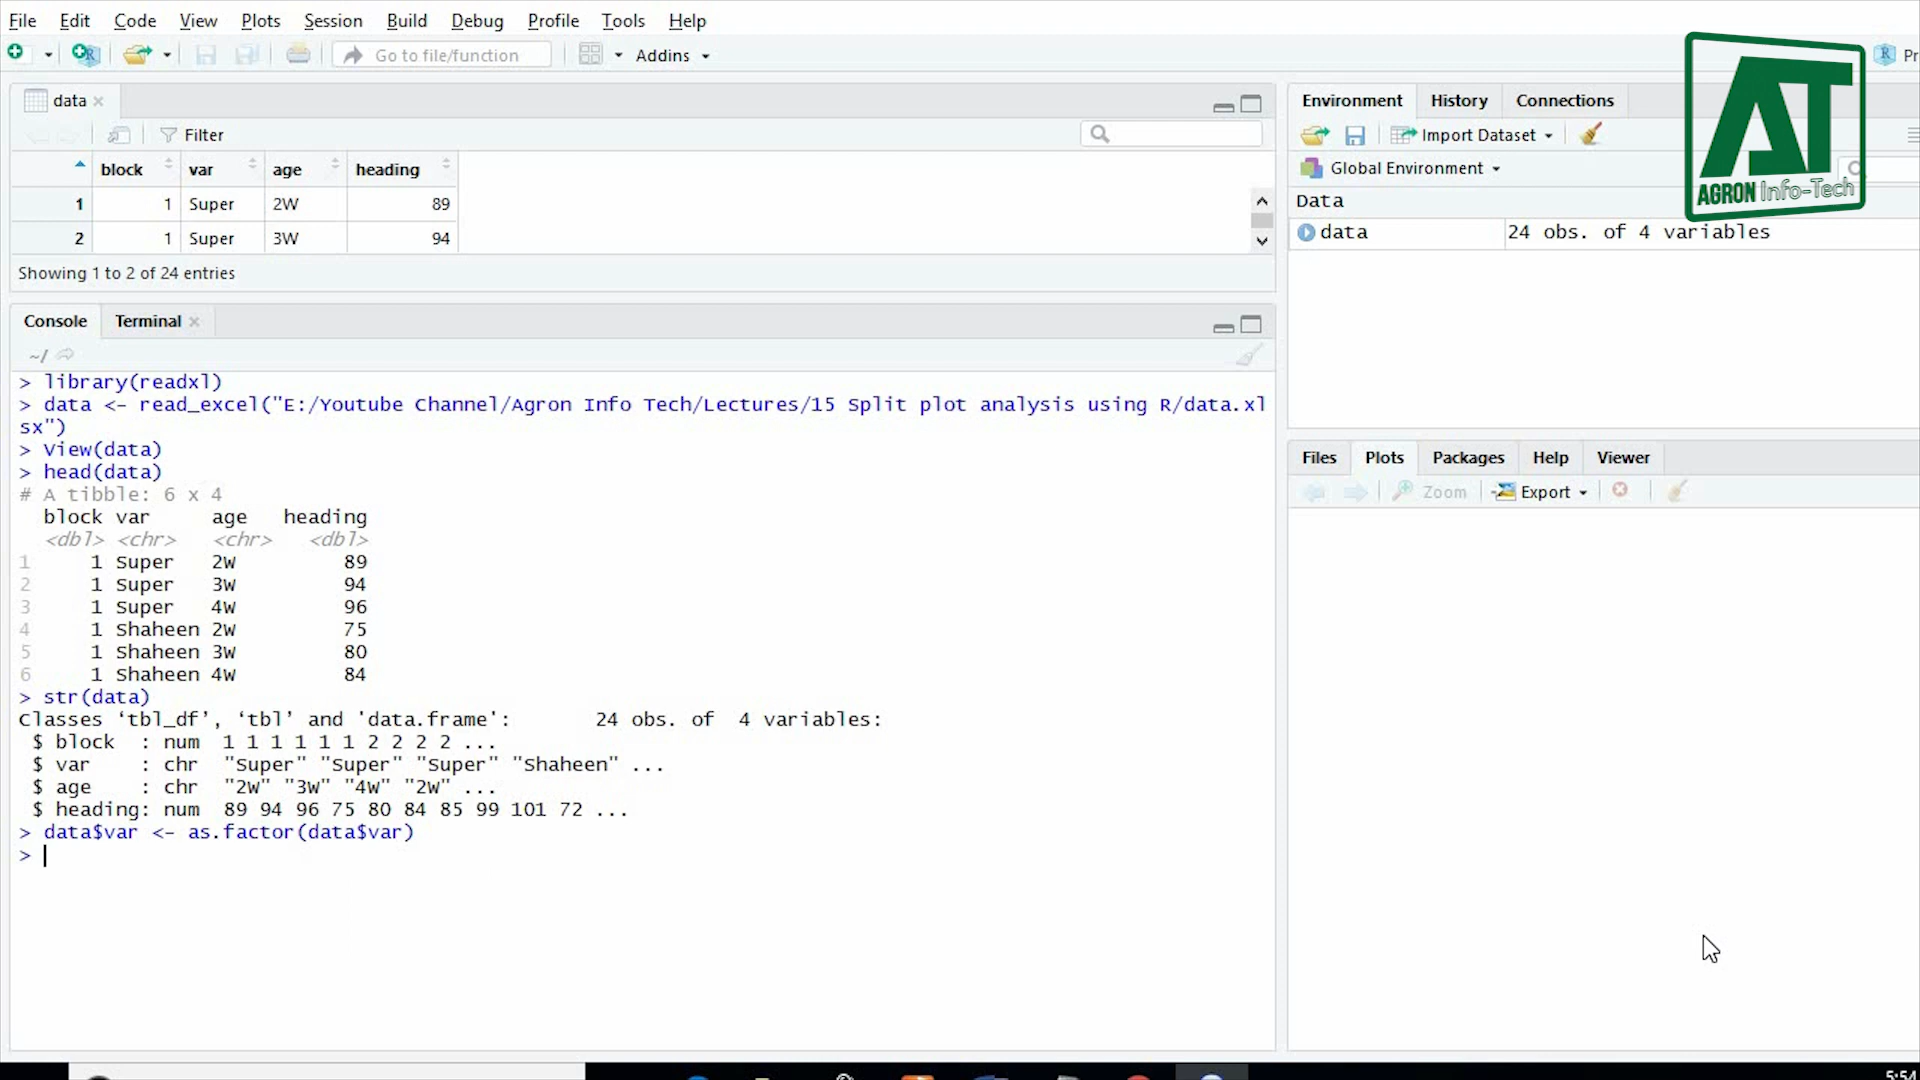 File Edit Code View Plots Session Build Debug Profile Tools Help
Go to file/function Addins
data
Filter
block var age heading
1 1 Super 2W 89
2 1 Super 3W 94
Showing 1 to 2 of 24 entries
Console Terminal
~/
> library(readxl)
> data <- read_excel("E:/Youtube Channel/Agron Info Tech/Lectures/15 Split plot analysis using R/data.xl
sx")
> View(data)
> head(data)
# A tibble: 6 x 4
block var age heading
<dbl> <chr> <chr> <dbl>
1 1 Super 2W 89
2 1 Super 3W 94
3 1 Super 4W 96
4 1 Shaheen 2W 75
5 1 Shaheen 3W 80
6 1 Shaheen 4W 84
> str(data)
Classes ‘tbl_df’, ‘tbl’ and 'data.frame': 24 obs. of 4 variables:
$ block : num 1 1 1 1 1 1 2 2 2 2 ...
$ var : chr "Super" "Super" "Super" "Shaheen" ...
$ age : chr "2W" "3W" "4W" "2W" ...
$ heading: num 89 94 96 75 80 84 85 99 101 72 ...
> data$var <- as.factor(data$var)
>
Environment History Connections
Import Dataset
Global Environment
Data
data 24 obs. of 4 variables
Files Plots Packages Help Viewer
Zoom Export
R Pr
AT
AGRON Info-Tech
5:54